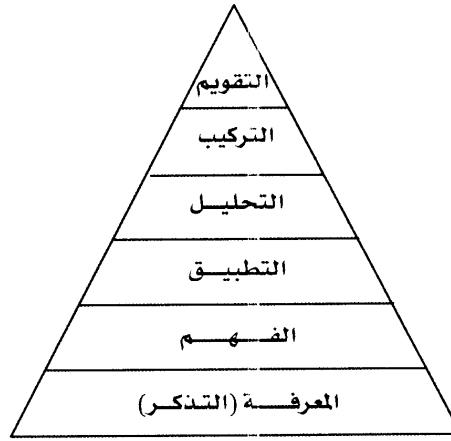 التقويم
التركيب
التحليل
التطبيق
الفهم
المعرفة (التذكر)